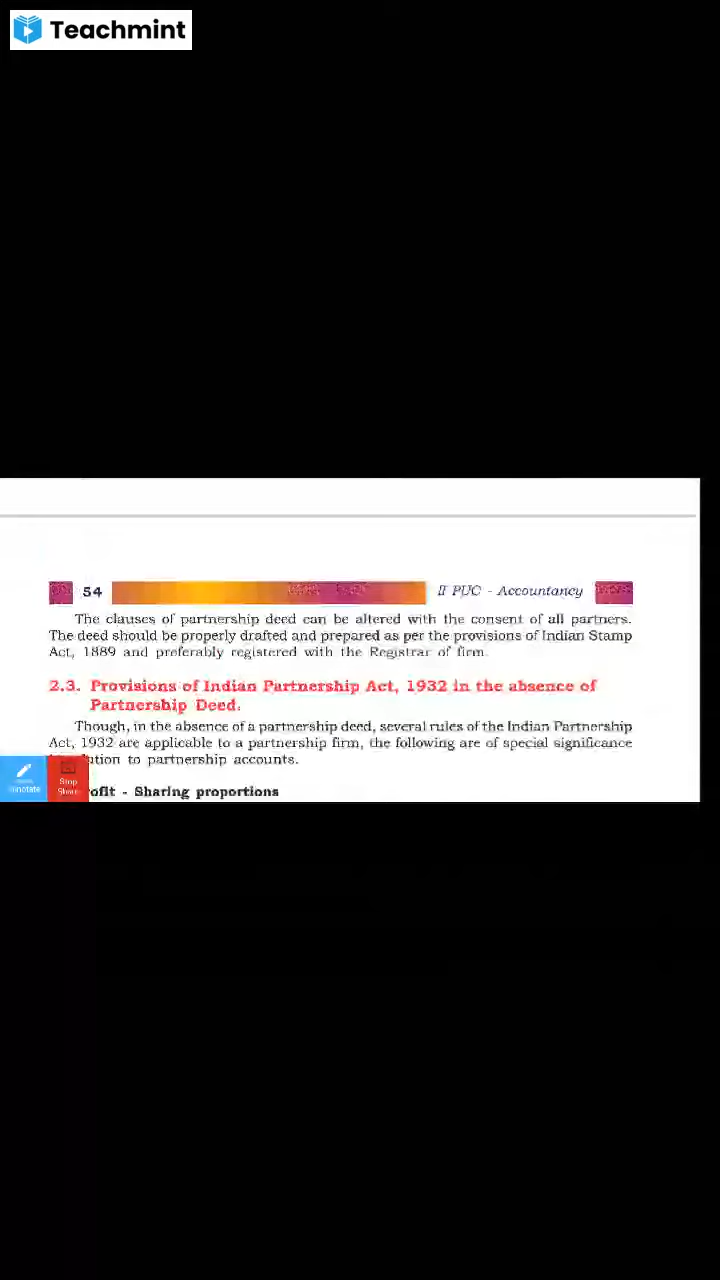 Teachmint
54
II PUC - Accountancy
The clauses of partnership deed can be altered with the consent of all partners.
The deed should be properly drafted and prepared as per the provisions of Indian Stamp
Act, 1889 and preferably registered with the Registrar of firm.
2.3. Provisions of Indian Partnership Act, 1932 in the absence of
Partnership Deed.
Though, in the absence of a partnership deed, several rules of the Indian Partnership
Act, 1932 are applicable to a partnership firm, the following are of special significance
to partnership accounts.
Stop
Share
- Sharing proportions